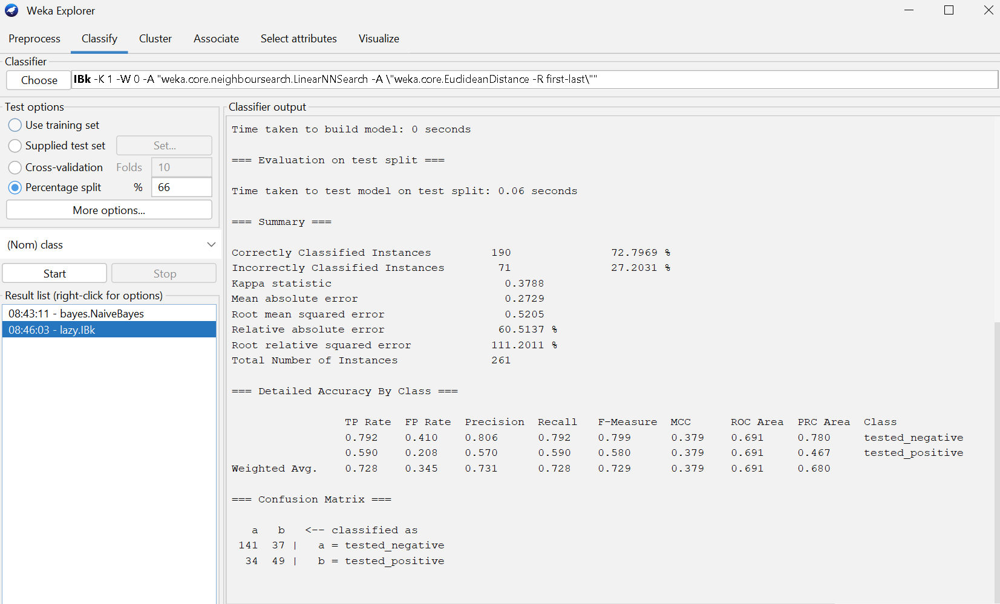 Weka Explorer
Preprocess Classify Cluster Associate Select attributes Visualize
Classifier
Choose IBk -K 1 -W 0 -A "weka.core.neighboursearch.LinearNNSearch -A \"weka.core.EuclideanDistance -R first-last\""
Test options
Use training set
Supplied test set Set...
Cross-validation Folds 10
Percentage split % 66
More options...
(Nom) class
Start Stop
Result list (right-click for options)
08:43:11 - bayes.NaiveBayes
08:46:03 - lazy.IBk
Classifier output
Time taken to build model: 0 seconds
=== Evaluation on test split ===
Time taken to test model on test split: 0.06 seconds
=== Summary ===
Correctly Classified Instances 190 72.7969 %
Incorrectly Classified Instances 71 27.2031 %
Kappa statistic 0.3788
Mean absolute error 0.2729
Root mean squared error 0.5205
Relative absolute error 60.5137 %
Root relative squared error 111.2011 %
Total Number of Instances 261
=== Detailed Accuracy By Class ===
TP Rate FP Rate Precision Recall F-Measure MCC ROC Area PRC Area Class
0.792 0.410 0.806 0.792 0.799 0.379 0.691 0.780 tested_negative
0.590 0.208 0.570 0.590 0.580 0.379 0.691 0.467 tested_positive
Weighted Avg. 0.728 0.345 0.731 0.728 0.729 0.379 0.691 0.680
=== Confusion Matrix ===
a b <-- classified as
141 37 | a = tested_negative
34 49 | b = tested_positive